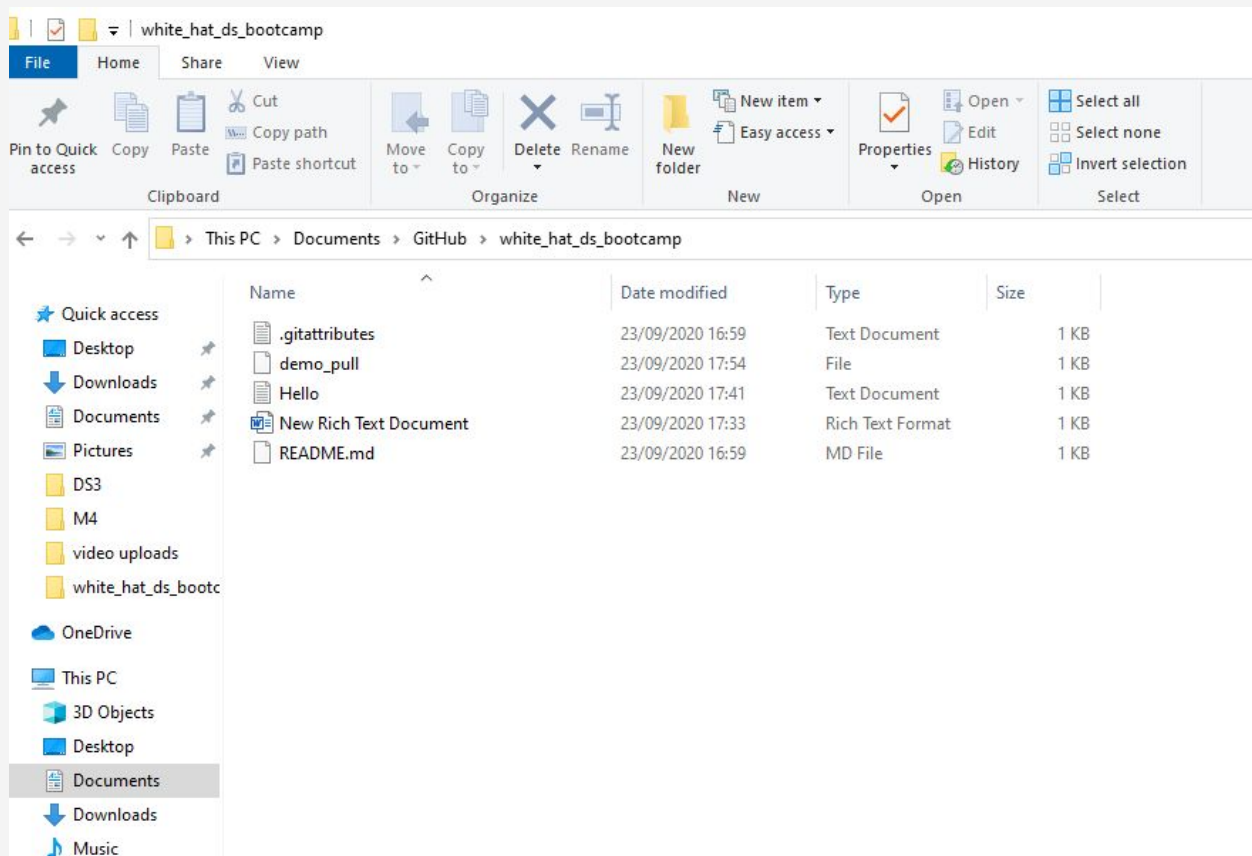 white_hat_ds_bootcamp
File Home Share View
Pin to Quick access
Copy
Paste
Cut
Copy path
Paste shortcut
Clipboard
Move to
Copy to
Delete
Rename
Organize
New folder
New item
Easy access
New
Properties
Open
Edit
History
Open
Select all
Select none
Invert selection
Select
This PC > Documents > GitHub > white_hat_ds_bootcamp
Name Date modified Type Size
.gitattributes 23/09/2020 16:59 Text Document 1 KB
demo_pull 23/09/2020 17:54 File 1 KB
Hello 23/09/2020 17:41 Text Document 1 KB
New Rich Text Document 23/09/2020 17:33 Rich Text Format 1 KB
README.md 23/09/2020 16:59 MD File 1 KB
Quick access
Desktop
Downloads
Documents
Pictures
DS3
M4
video uploads
white_hat_ds_bootc
OneDrive
This PC
3D Objects
Desktop
Documents
Downloads
Music